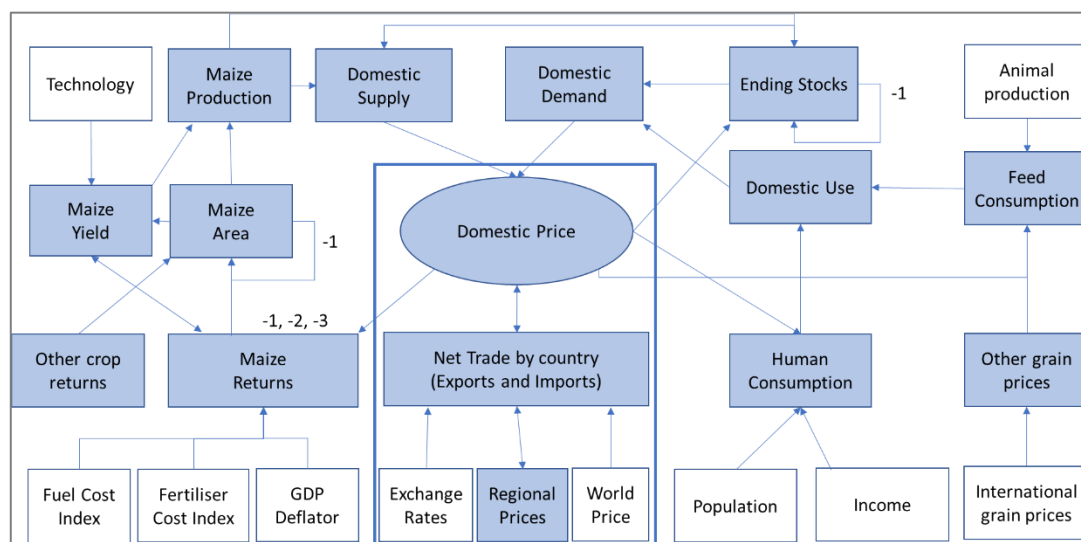 Technology
Maize
Production
Domestic
Supply
Domestic
Demand
Ending Stocks
-1
Animal
production
Maize
Yield
Maize
Area
-1
Domestic Price
Domestic Use
Feed
Consumption
-1, -2, -3
Other crop
returns
Maize
Returns
Net Trade by country
(Exports and Imports)
Human
Consumption
Other grain
prices
Fuel Cost
Index
Fertiliser
Cost Index
GDP
Deflator
Exchange
Rates
Regional
Prices
World
Price
Population
Income
International
grain prices